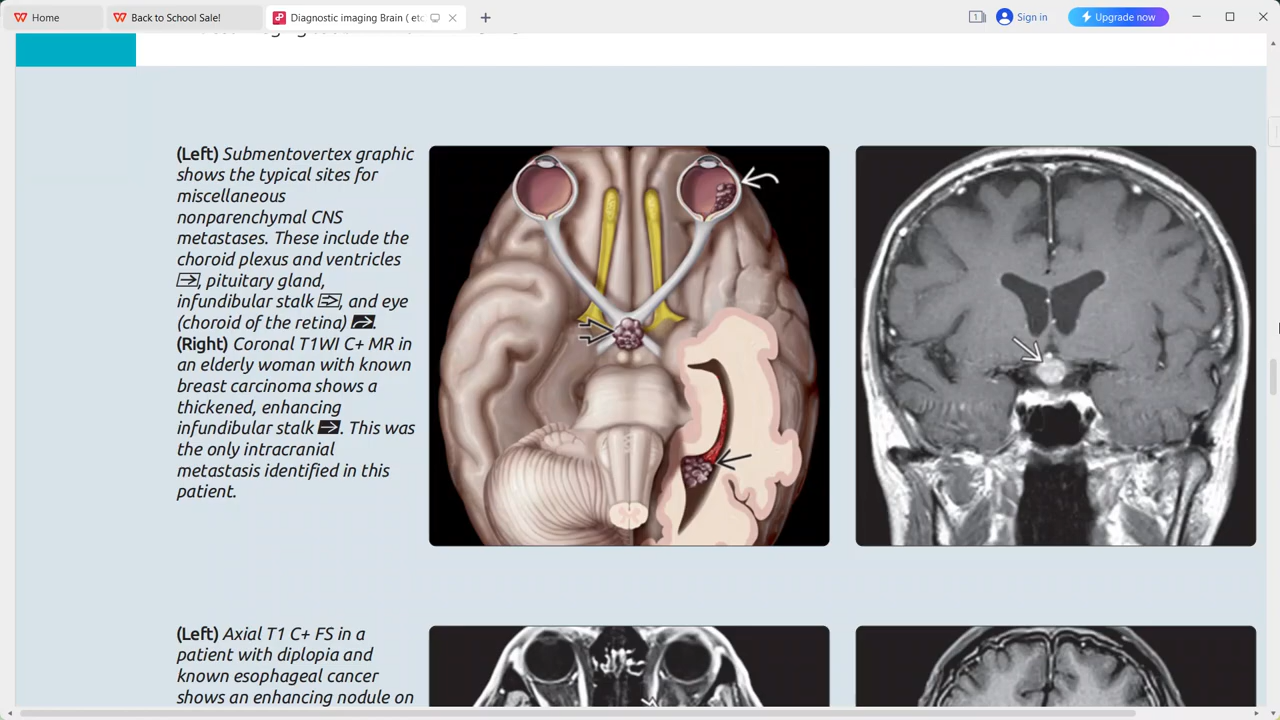 Home
Back to School Sale!
Diagnostic imaging Brain ( etc
1
Sign in
Upgrade now
(Left) Submentovertex graphic
shows the typical sites for
miscellaneous
nonparenchymal CNS
metastases. These include the
choroid plexus and ventricles
, pituitary gland,
infundibular stalk , and eye
(choroid of the retina) .
(Right) Coronal T1WI C+ MR in
an elderly woman with known
breast carcinoma shows a
thickened, enhancing
infundibular stalk . This was
the only intracranial
metastasis identified in this
patient.
(Left) Axial T1 C+ FS in a
patient with diplopia and
known esophageal cancer
shows an enhancing nodule on